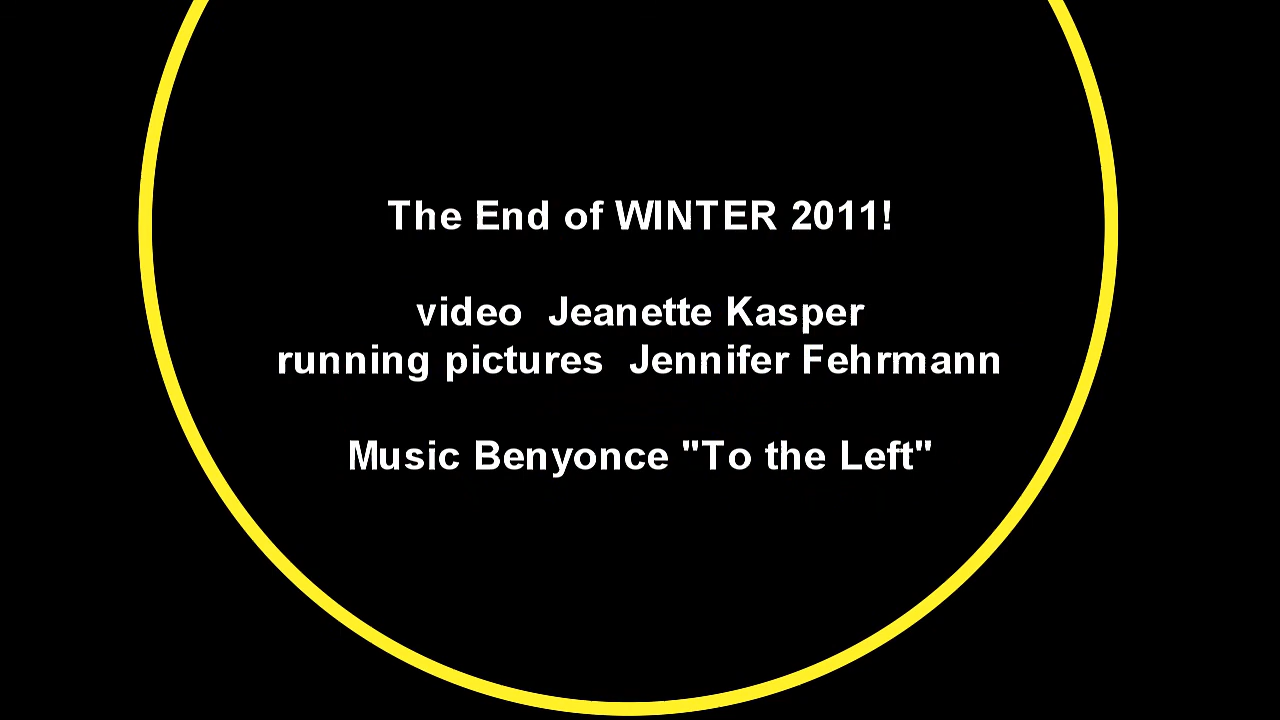 The End of WINTER 2011!
video Jeanette Kasper
running pictures Jennifer Fehrmann
Music Benyonce "To the Left"